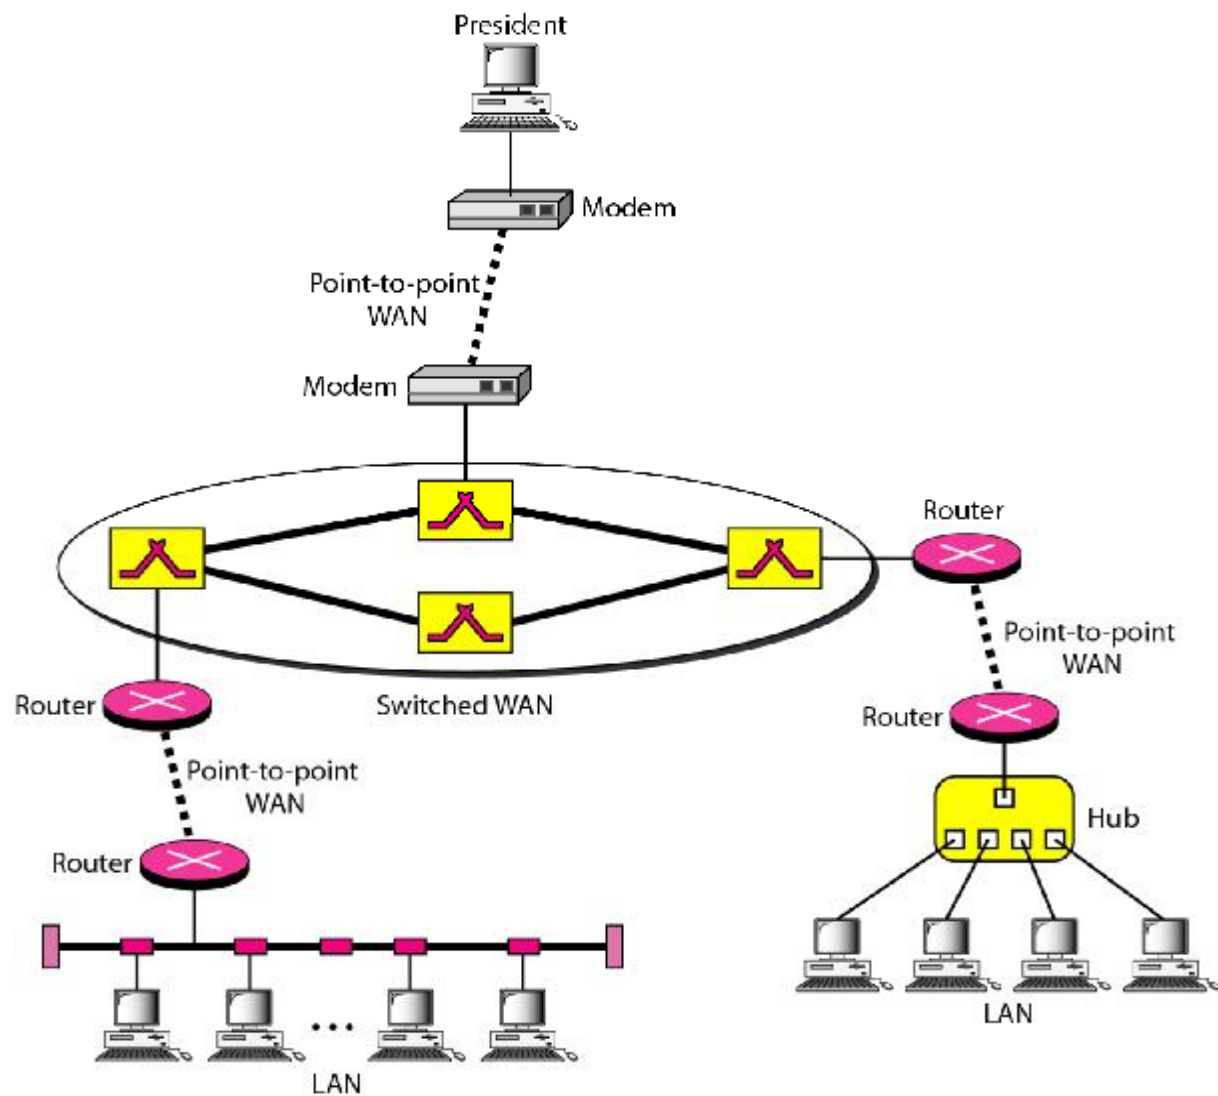 President
Modem
Point-to-point
WAN
Modem
Router
Point-to-point
WAN
Switched WAN
Router
Router
Point-to-point
WAN
Hub
Router
LAN
LAN